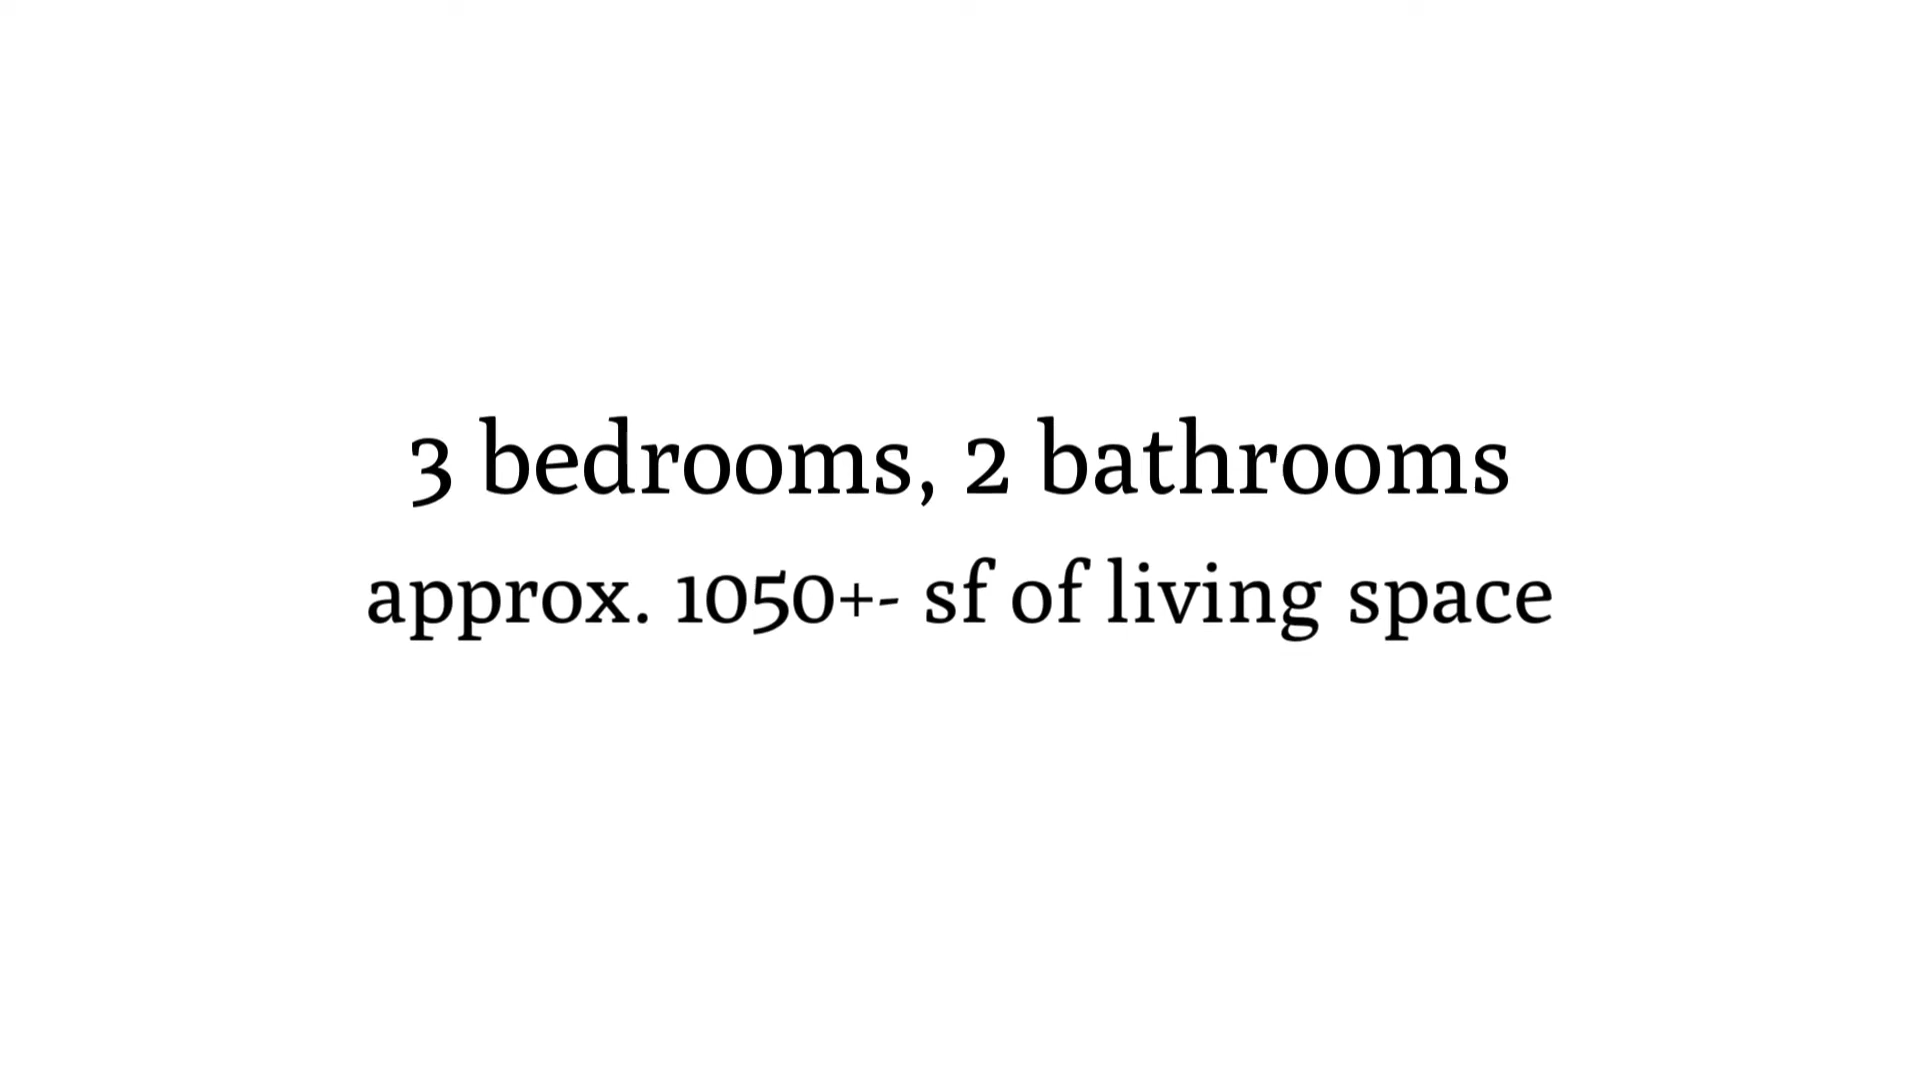 3 bedrooms, 2 bathrooms
approx. 1050+- sf of living space